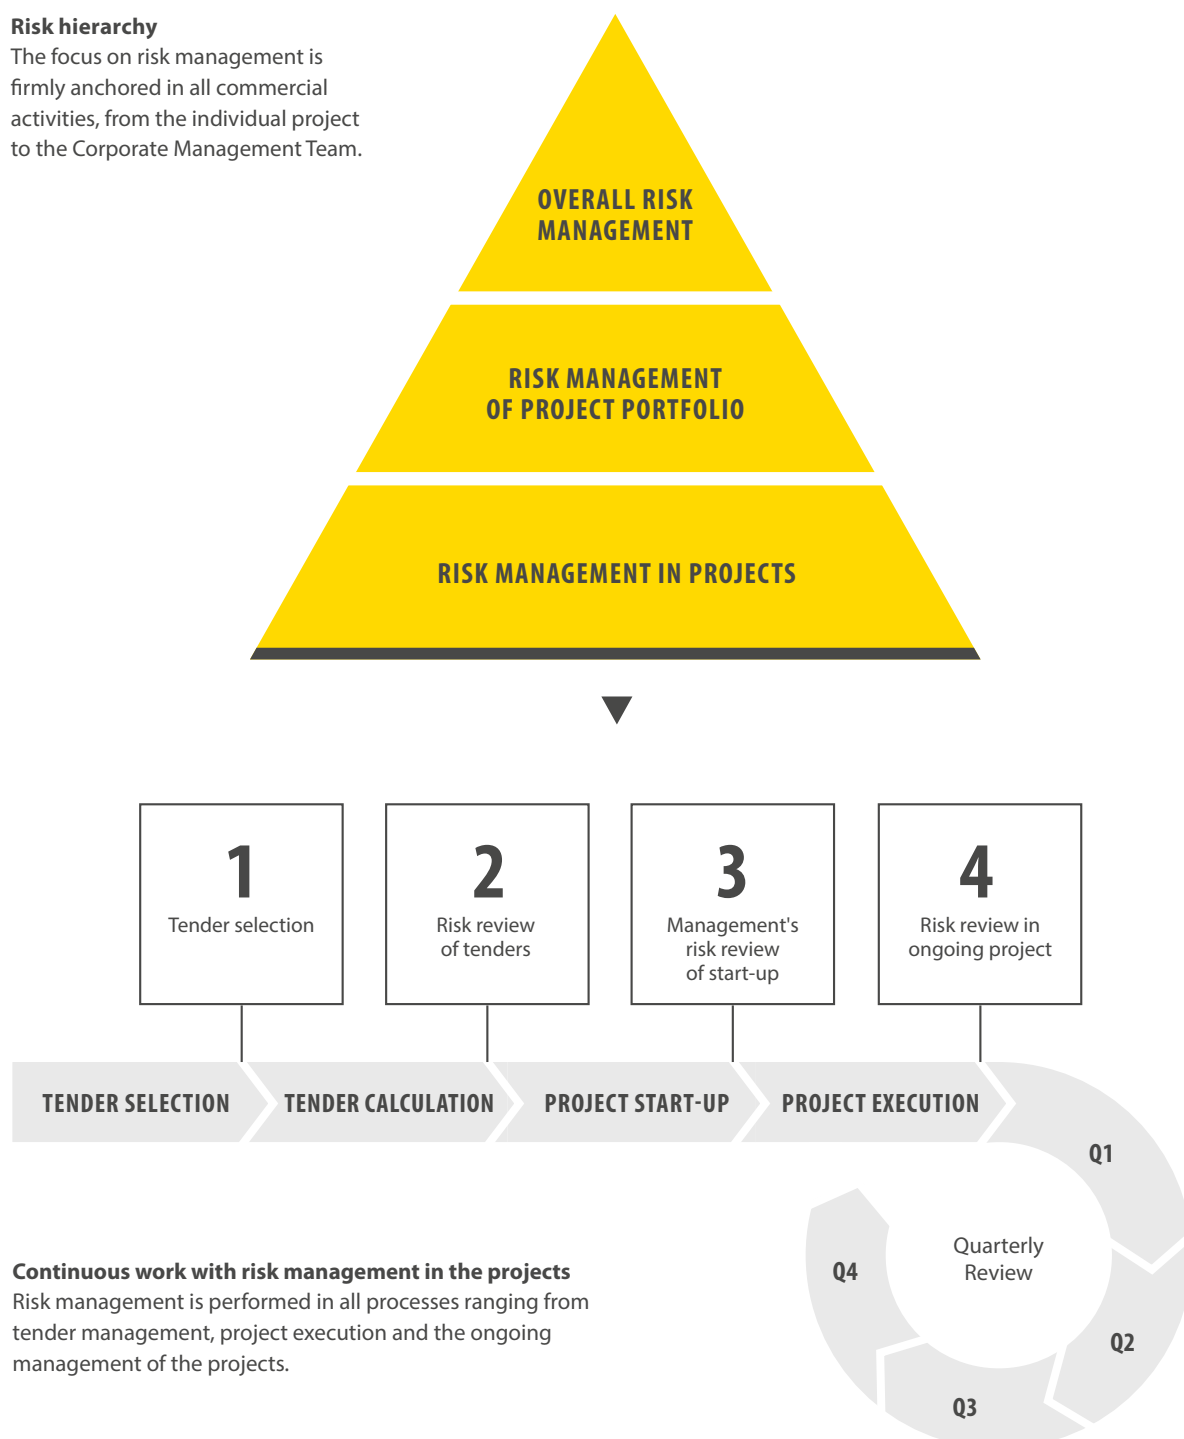 Risk hierarchy
The focus on risk management is
firmly anchored in all commercial
activities, from the individual project
to the Corporate Management Team.
OVERALL RISK
MANAGEMENT
RISK MANAGEMENT
OF PROJECT PORTFOLIO
RISK MANAGEMENT IN PROJECTS
1
Tender selection
2
Risk review
of tenders
3
Management's
risk review
of start-up
4
Risk review in
ongoing project
TENDER SELECTION
TENDER CALCULATION
PROJECT START-UP
PROJECT EXECUTION
Q1
Q2
Q3
Q4
Quarterly
Review
Continuous work with risk management in the projects
Risk management is performed in all processes ranging from
tender management, project execution and the ongoing
management of the projects.